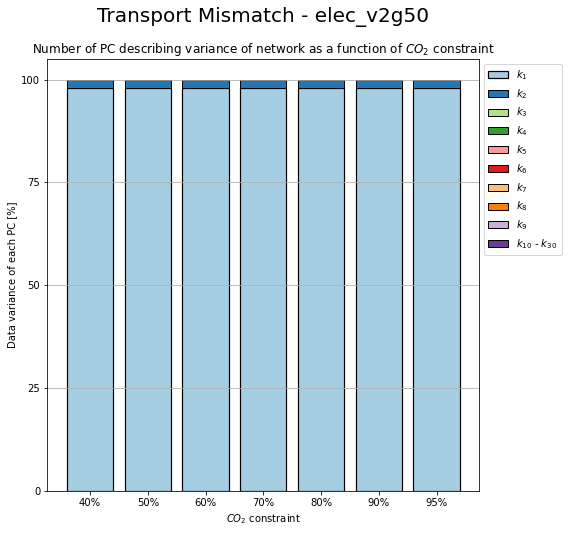 Transport Mismatch - elec_v2g50
Number of PC describing variance of network as a function of CO₂ constraint
Data variance of each PC [%]
100
75
50
25
0
40% 50% 60% 70% 80% 90% 95%
CO₂ constraint
k₁
k₂
k₃
k₄
k₅
k₆
k₇
k₈
k₉
k₁₀ - k₃₀